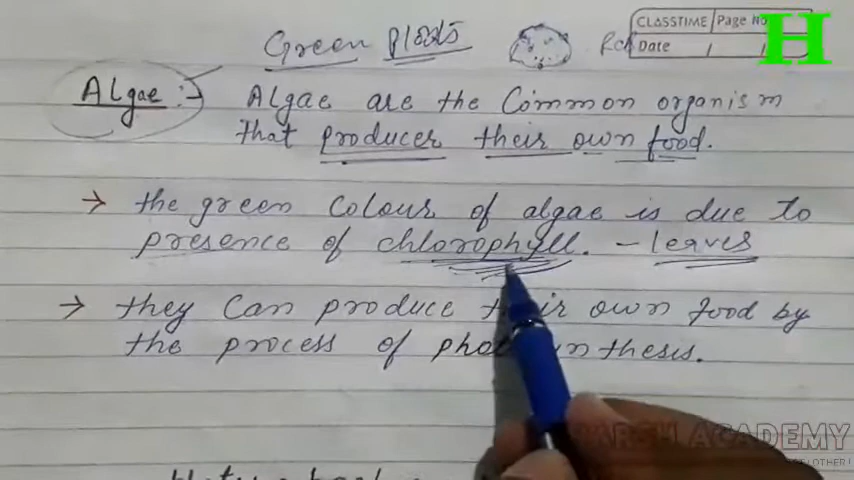 Green Plants
CLASSTIME Page No
Date / /
H
Algae :- Algae are the Common organism
that producer their own food.
→ the green Colour of algae is due to
presence of chlorophyll. - leaves
→ they Can produce their own food by
the process of photosynthesis.
ACADEMY